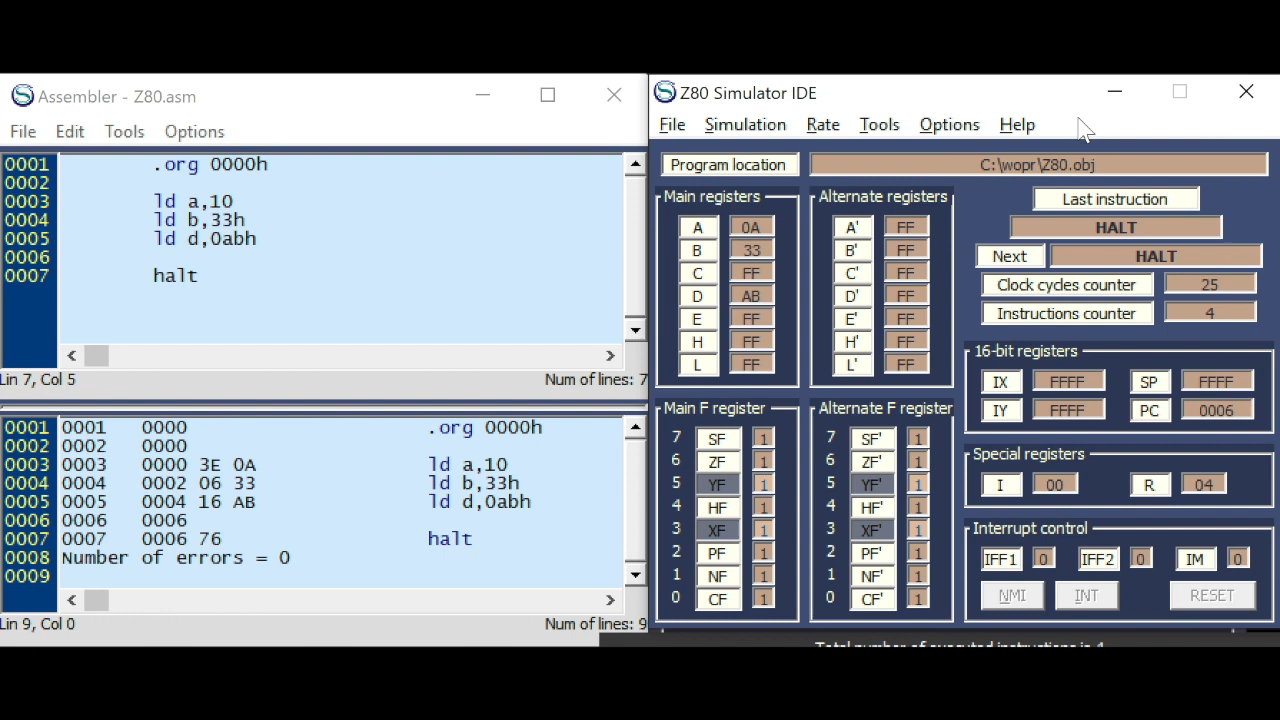 Assembler - Z80.asm
File Edit Tools Options
0001 .org 0000h
0002
0003 ld a,10
0004 ld b,33h
0005 ld d,0abh
0006
0007 halt
Lin 7, Col 5 Num of lines: 7
0001 0001 0000 .org 0000h
0002 0002 0000
0003 0003 0000 3E 0A ld a,10
0004 0004 0002 06 33 ld b,33h
0005 0005 0004 16 AB ld d,0abh
0006 0006 0006
0007 0007 0006 76 halt
0008 Number of errors = 0
0009
Lin 9, Col 0 Num of lines: 9
Z80 Simulator IDE
File Simulation Rate Tools Options Help
Program location C:\wopr\Z80.obj
Main registers
A 0A
B 33
C FF
D AB
E FF
H FF
L FF
Alternate registers
A' FF
B' FF
C' FF
D' FF
E' FF
H' FF
L' FF
Last instruction
HALT
Next HALT
Clock cycles counter 25
Instructions counter 4
16-bit registers
IX FFFF SP FFFF
IY FFFF PC 0006
Main F register
7 SF 1
6 ZF 1
5 YF 1
4 HF 1
3 XF 1
2 PF 1
1 NF 1
0 CF 1
Alternate F register
7 SF' 1
6 ZF' 1
5 YF' 1
4 HF' 1
3 XF' 1
2 PF' 1
1 NF' 1
0 CF' 1
Special registers
I 00 R 04
Interrupt control
IFF1 0 IFF2 0 IM 0
NMI INT RESET
Total number of executed instructions is 4